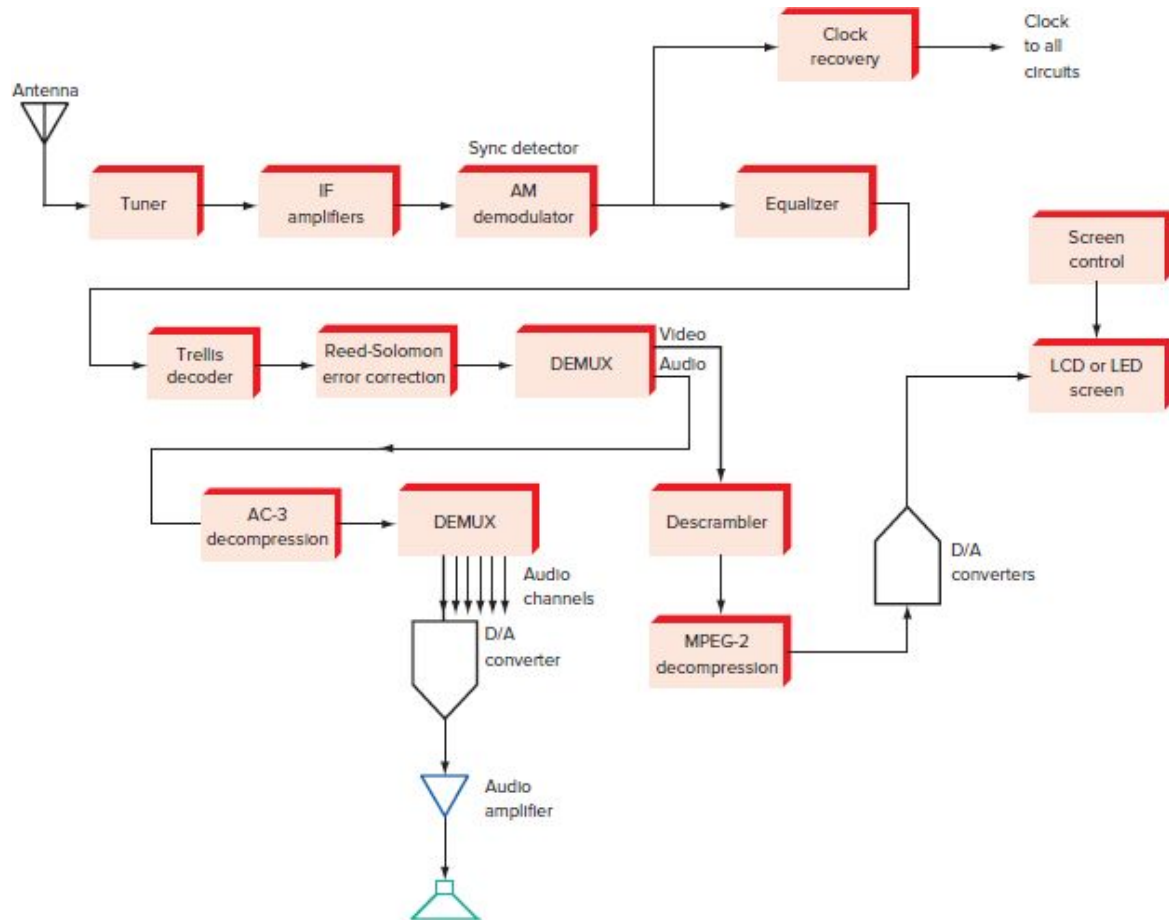 Clock
recovery
Clock
to all
circuits
Antenna
Sync detector
Tuner
IF
amplifiers
AM
demodulator
Equalizer
Screen
control
Trellis
decoder
Reed-Solomon
error correction
DEMUX
Video
Audio
LCD or LED
screen
AC-3
decompression
DEMUX
Descrambler
Audio
channels
D/A
converters
D/A
converter
MPEG-2
decompression
Audio
amplifier